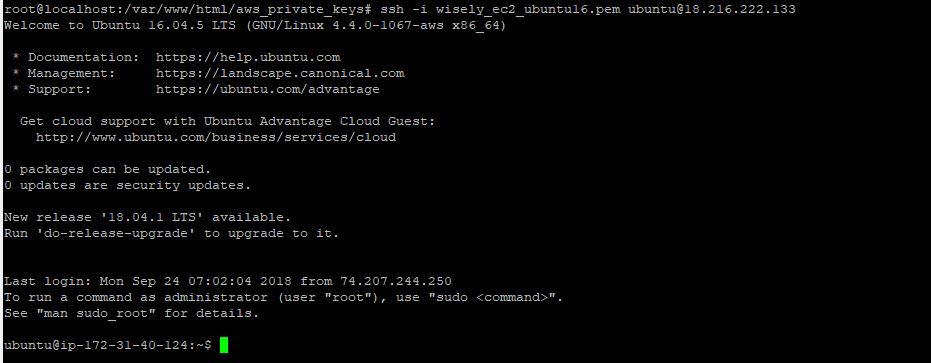 root@localhost:/var/www/html/aws_private_keys# ssh -i wisely_ec2_ubuntu16.pem ubuntu@18.216.222.133
Welcome to Ubuntu 16.04.5 LTS (GNU/Linux 4.4.0-1067-aws x86_64)
* Documentation:  https://help.ubuntu.com
* Management:     https://landscape.canonical.com
* Support:        https://ubuntu.com/advantage
Get cloud support with Ubuntu Advantage Cloud Guest:
http://www.ubuntu.com/business/services/cloud
0 packages can be updated.
0 updates are security updates.
New release '18.04.1 LTS' available.
Run 'do-release-upgrade' to upgrade to it.
Last login: Mon Sep 24 07:02:04 2018 from 74.207.244.250
To run a command as administrator (user "root"), use "sudo <command>".
See "man sudo_root" for details.
ubuntu@ip-172-31-40-124:~$